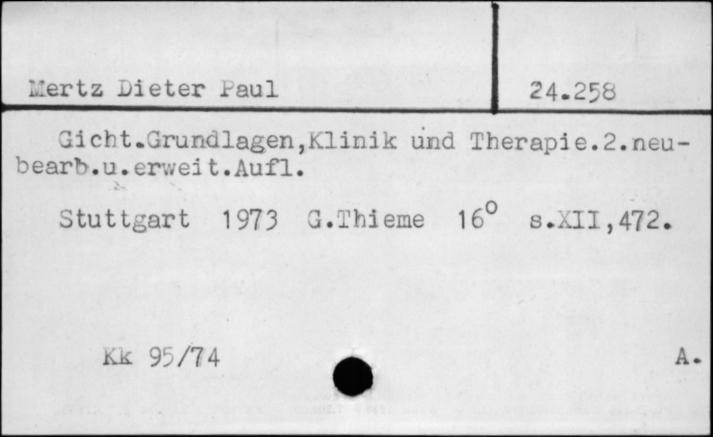 Mertz Dieter Paul
24.258
Gicht.Grundlagen,Klinik und Therapie.2.neu-
bearb.u.erweit.Aufl.
Stuttgart 1973 G.Thieme 16° s.XII,472.
Kk 95/74
A.